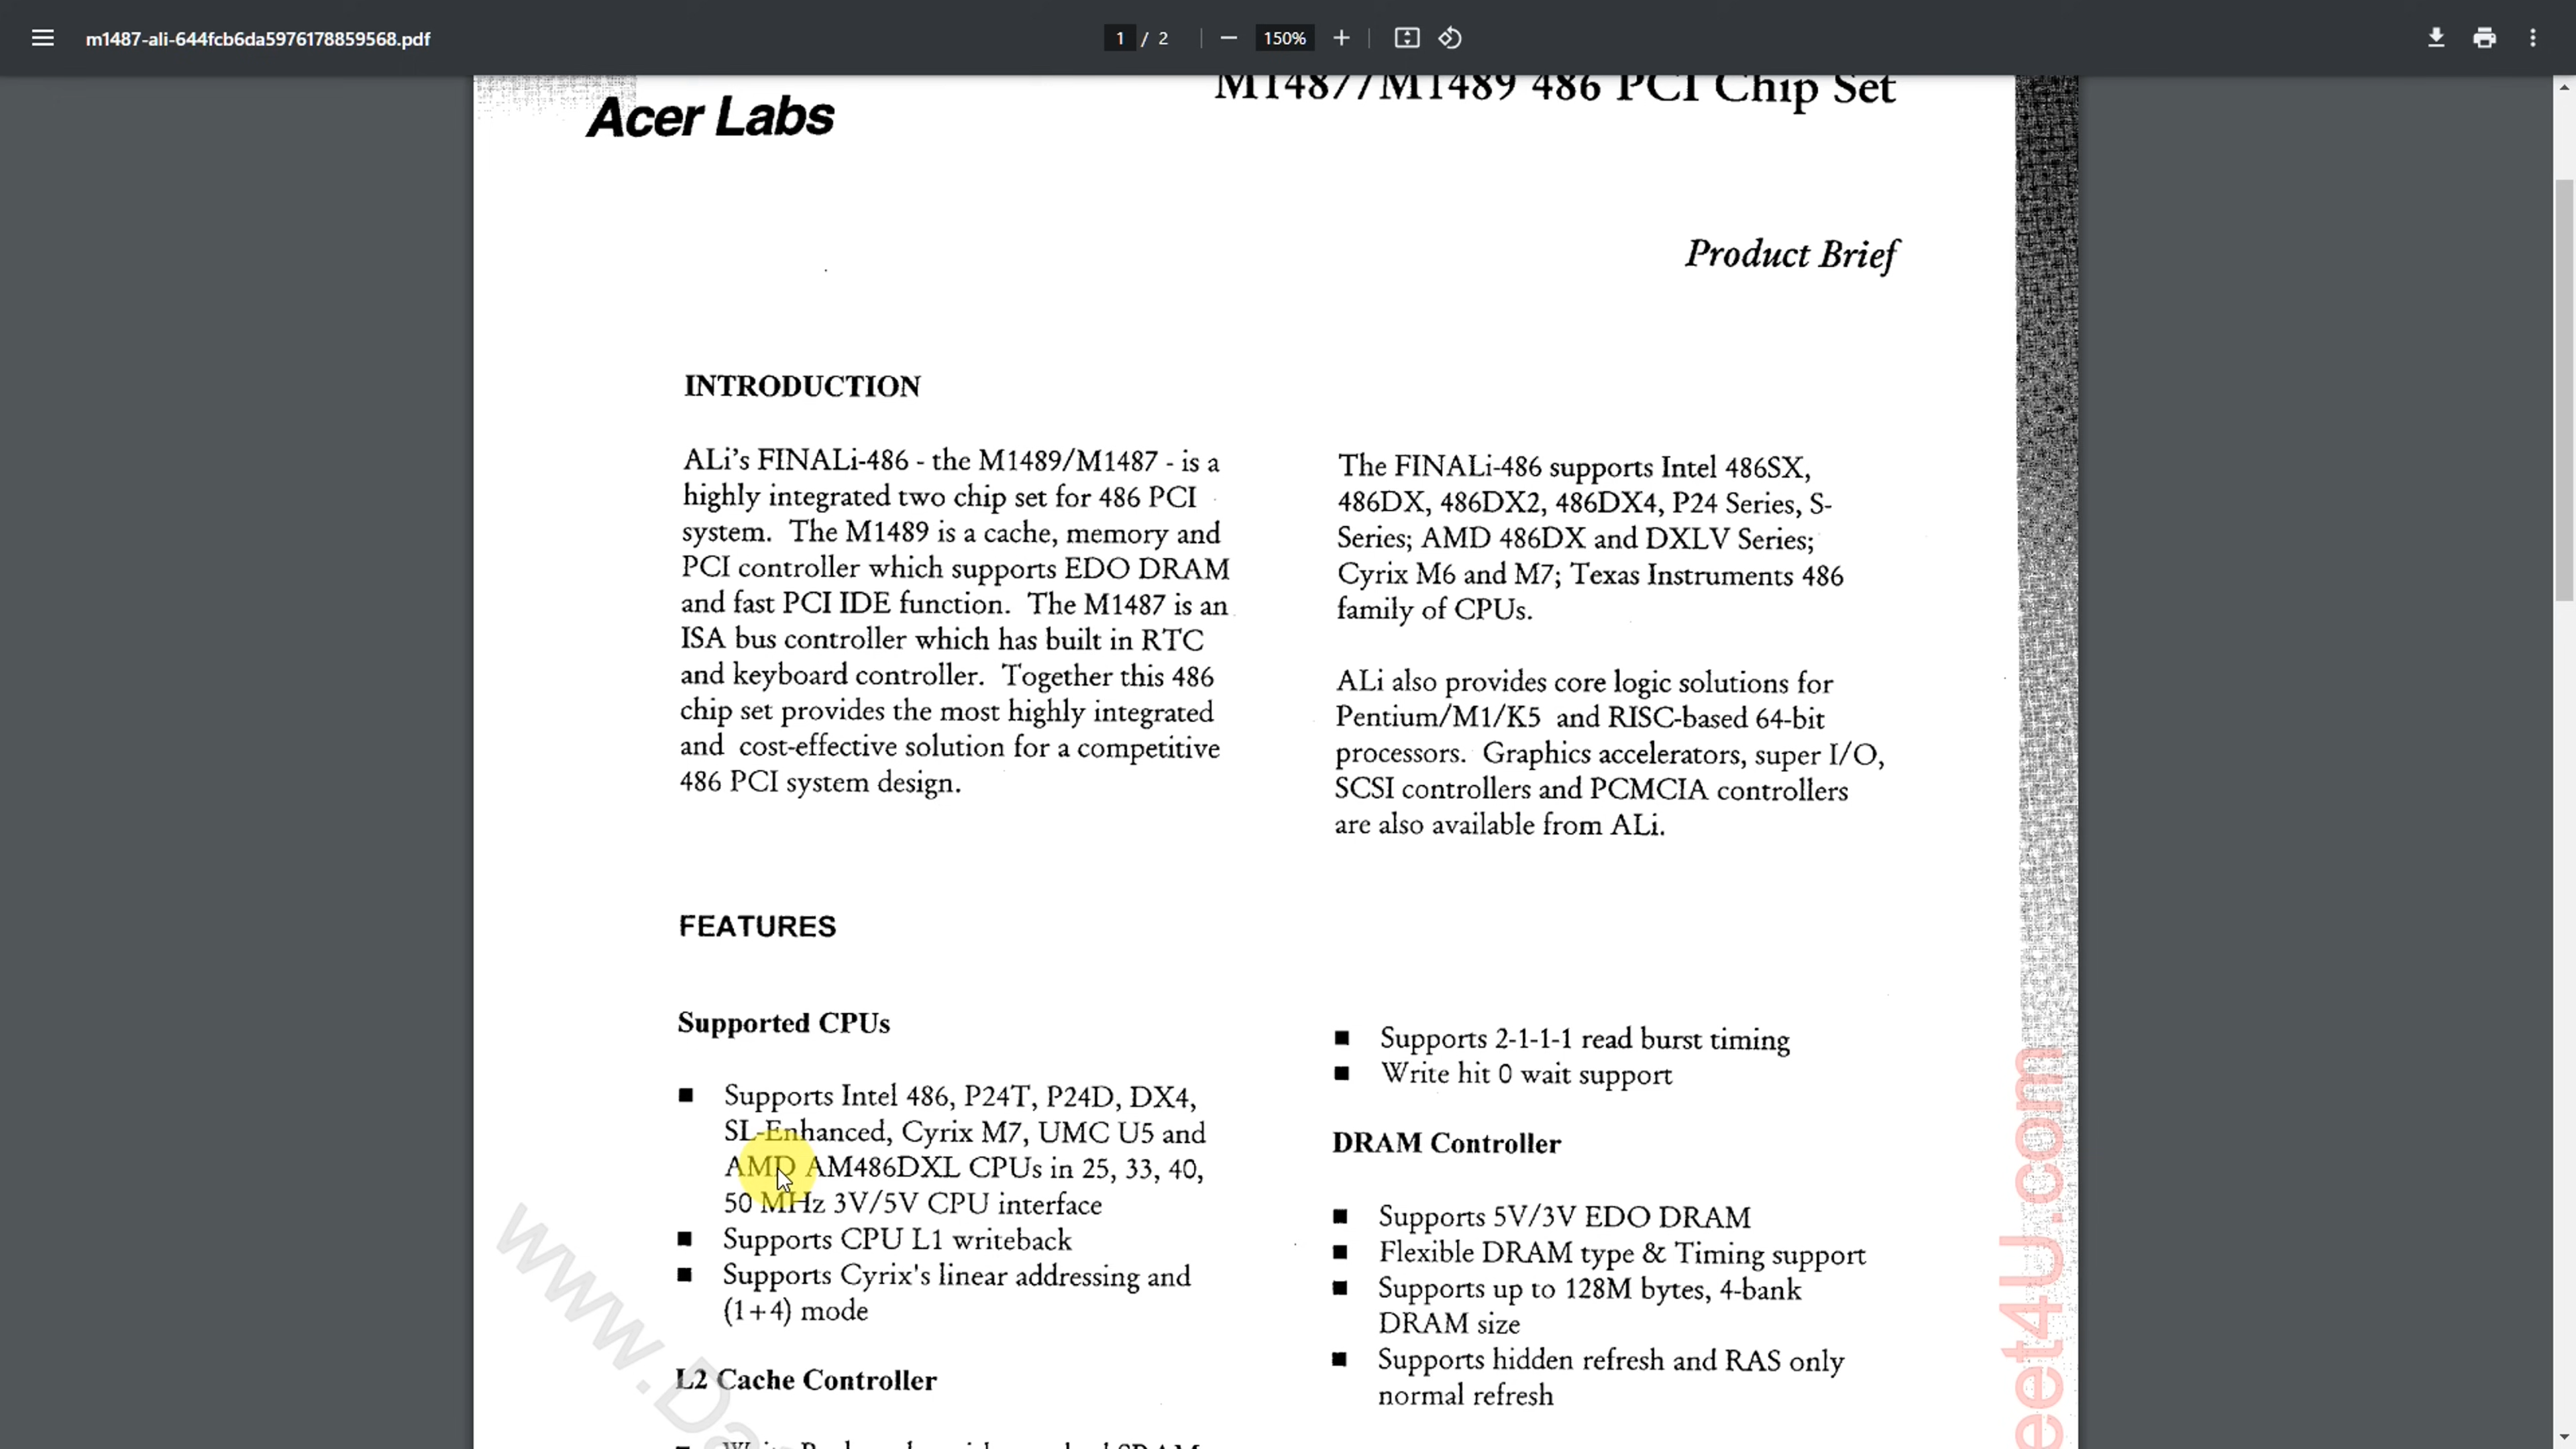 m1487-ali-644fcb6da5976178859568.pdf
1 / 2
150%
M1487/M1489 486 PCI Chip Set
Acer Labs
Product Brief
INTRODUCTION
ALi's FINALi-486 - the M1489/M1487 - is a
highly integrated two chip set for 486 PCI
system. The M1489 is a cache, memory and
PCI controller which supports EDO DRAM
and fast PCI IDE function. The M1487 is an
ISA bus controller which has built in RTC
and keyboard controller. Together this 486
chip set provides the most highly integrated
and cost-effective solution for a competitive
486 PCI system design.
The FINALi-486 supports Intel 486SX,
486DX, 486DX2, 486DX4, P24 Series, S-
Series; AMD 486DX and DXLV Series;
Cyrix M6 and M7; Texas Instruments 486
family of CPUs.
ALi also provides core logic solutions for
Pentium/M1/K5 and RISC-based 64-bit
processors. Graphics accelerators, super I/O,
SCSI controllers and PCMCIA controllers
are also available from ALi.
FEATURES
Supported CPUs
Supports Intel 486, P24T, P24D, DX4,
SL-Enhanced, Cyrix M7, UMC U5 and
AMD AM486DXL CPUs in 25, 33, 40,
50 MHz 3V/5V CPU interface
Supports CPU L1 writeback
Supports Cyrix's linear addressing and
(1+4) mode
L2 Cache Controller
Supports 2-1-1-1 read burst timing
Write hit 0 wait support
DRAM Controller
Supports 5V/3V EDO DRAM
Flexible DRAM type & Timing support
Supports up to 128M bytes, 4-bank
DRAM size
Supports hidden refresh and RAS only
normal refresh
www.Da
eet4U.com